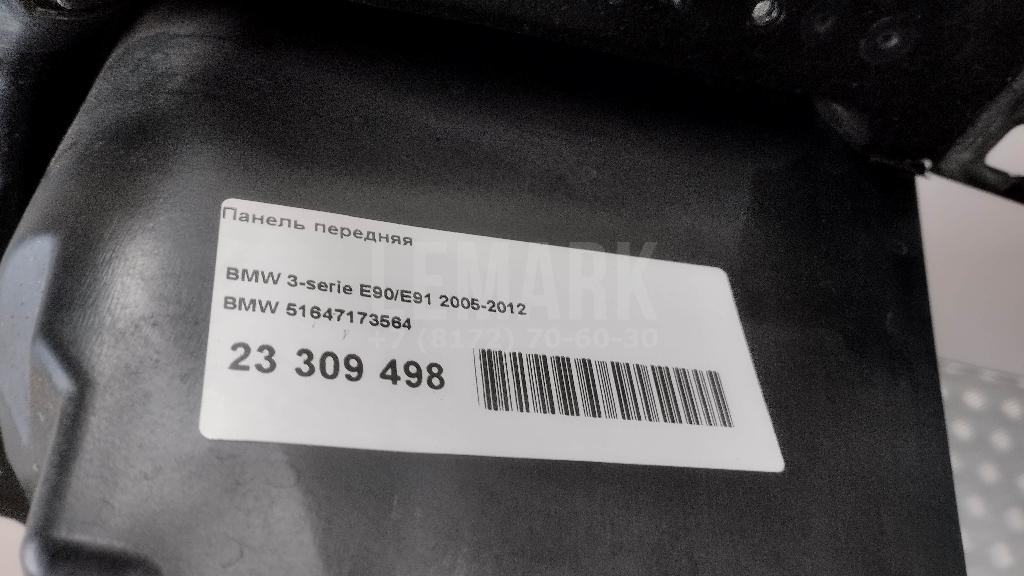 Панель передняя
LEMARK
BMW 3-serie E90/E91 2005-2012
BMW 51647173564
+7 (8172) 70-60-30
23 309 498